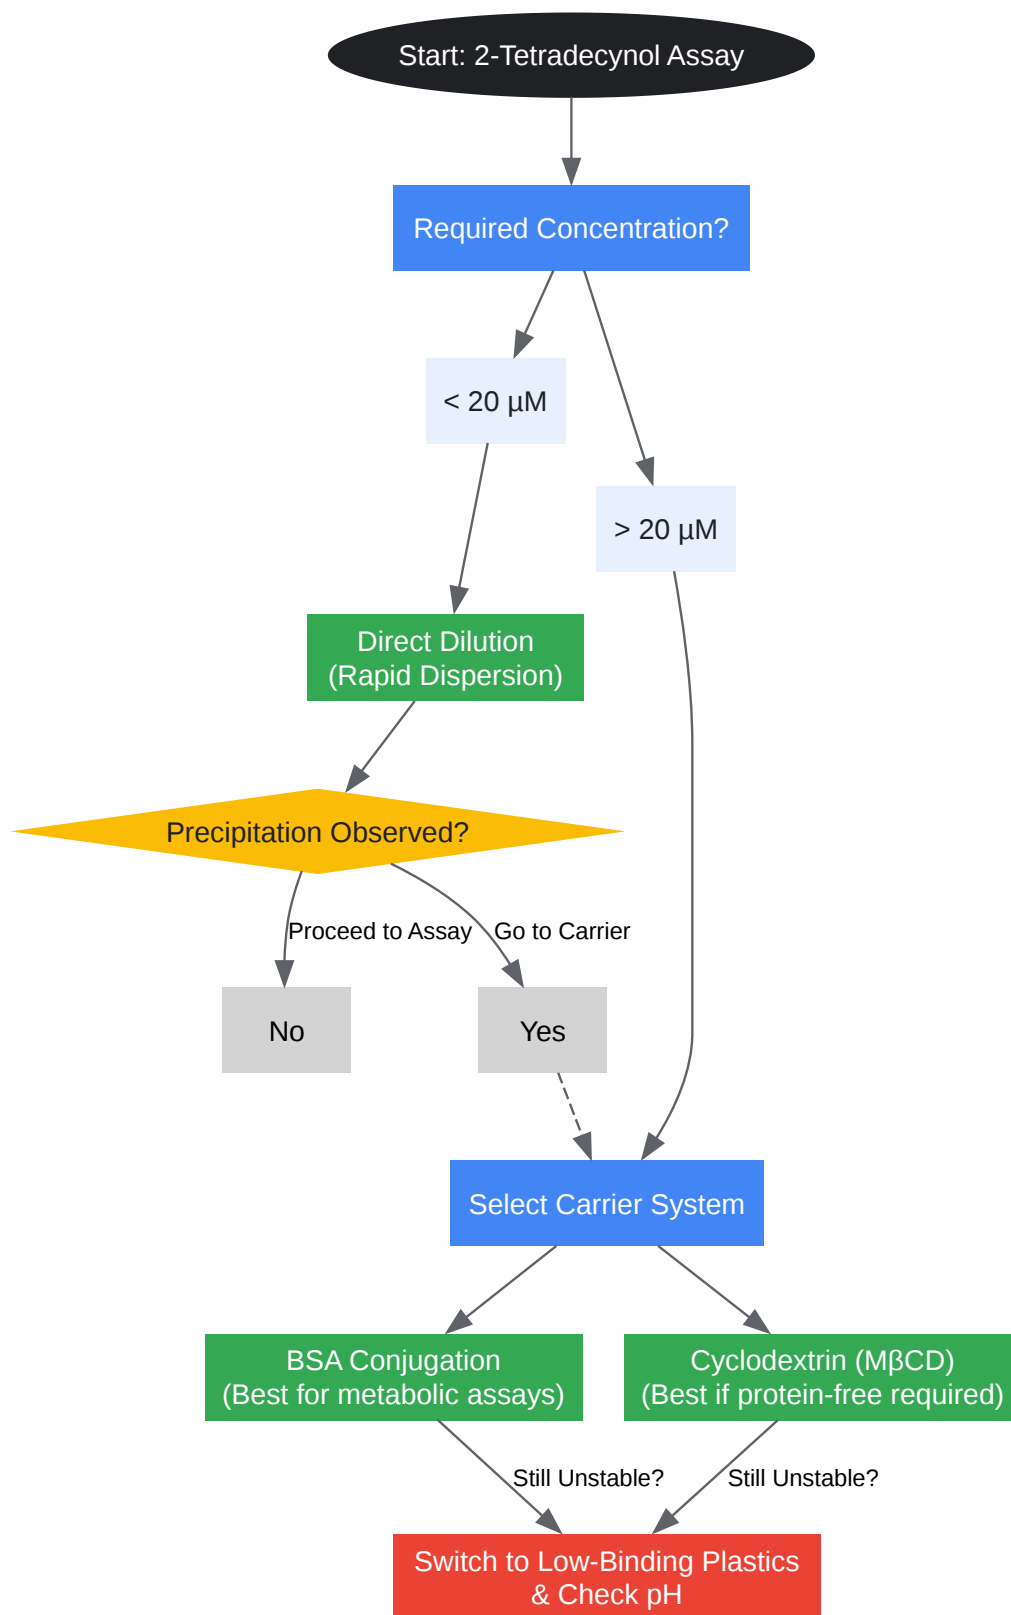 Start: 2-Tetradecynol Assay
Required Concentration?
< 20 µM
> 20 µM
Direct Dilution
(Rapid Dispersion)
Precipitation Observed?
Proceed to Assay
Go to Carrier
No
Yes
Select Carrier System
BSA Conjugation
(Best for metabolic assays)
Cyclodextrin (MβCD)
(Best if protein-free required)
Still Unstable?
Still Unstable?
Switch to Low-Binding Plastics
& Check pH